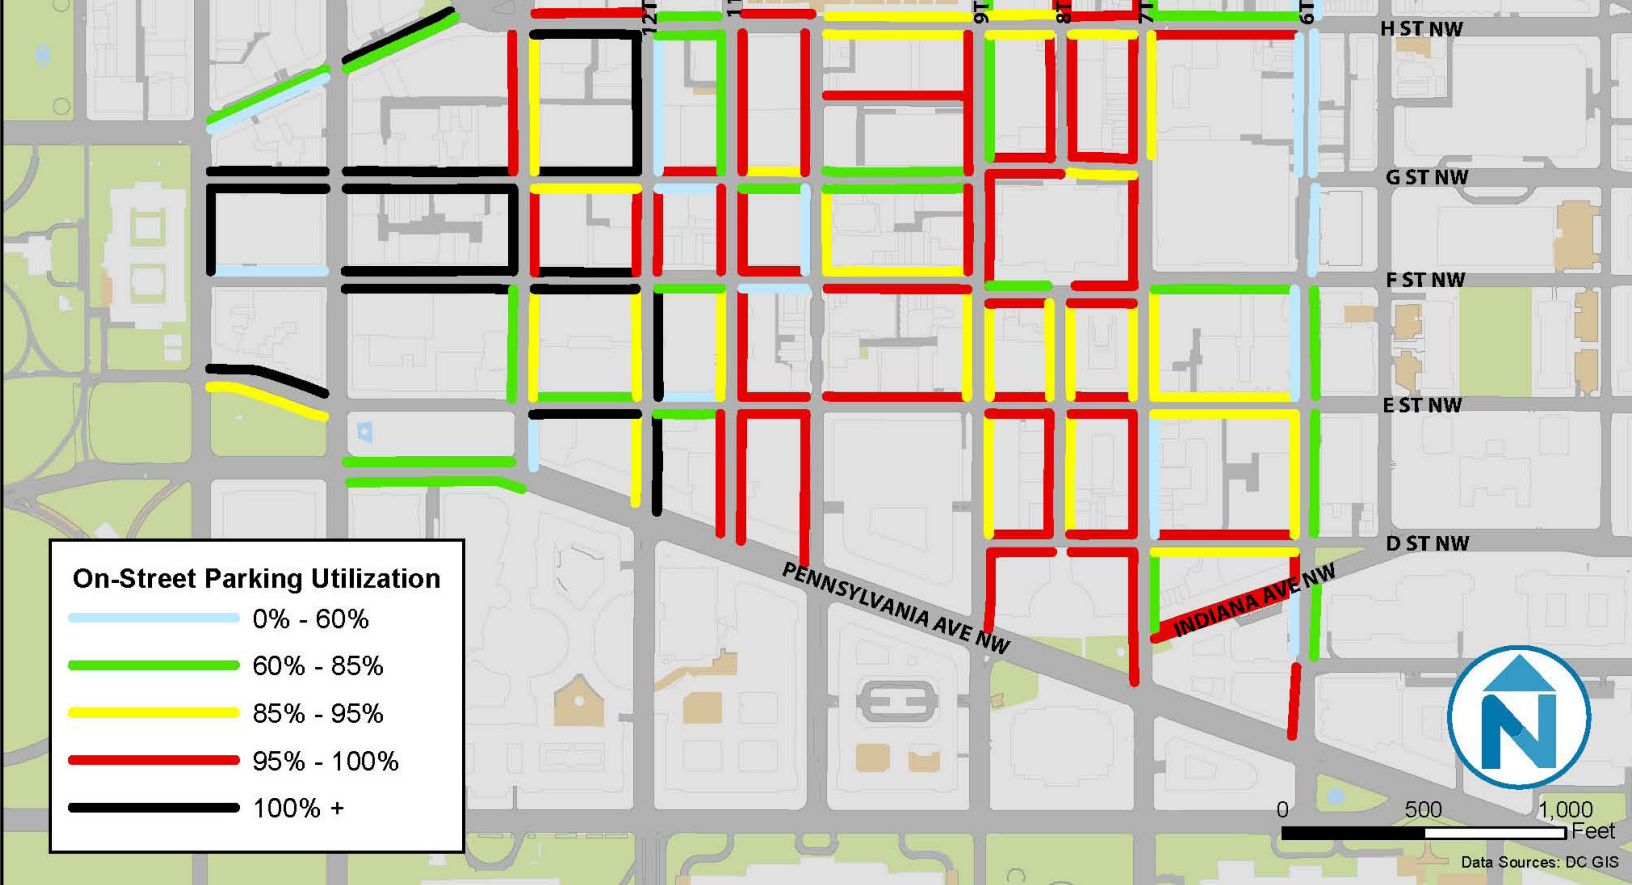 12T
11
9T
8T
7T
6T
H ST NW
G ST NW
F ST NW
E ST NW
D ST NW
PENNSYLVANIA AVE NW
INDIANA AVE NW
On-Street Parking Utilization
0% - 60%
60% - 85%
85% - 95%
95% - 100%
100% +
N
0 500 1,000
Feet
Data Sources: DC GIS